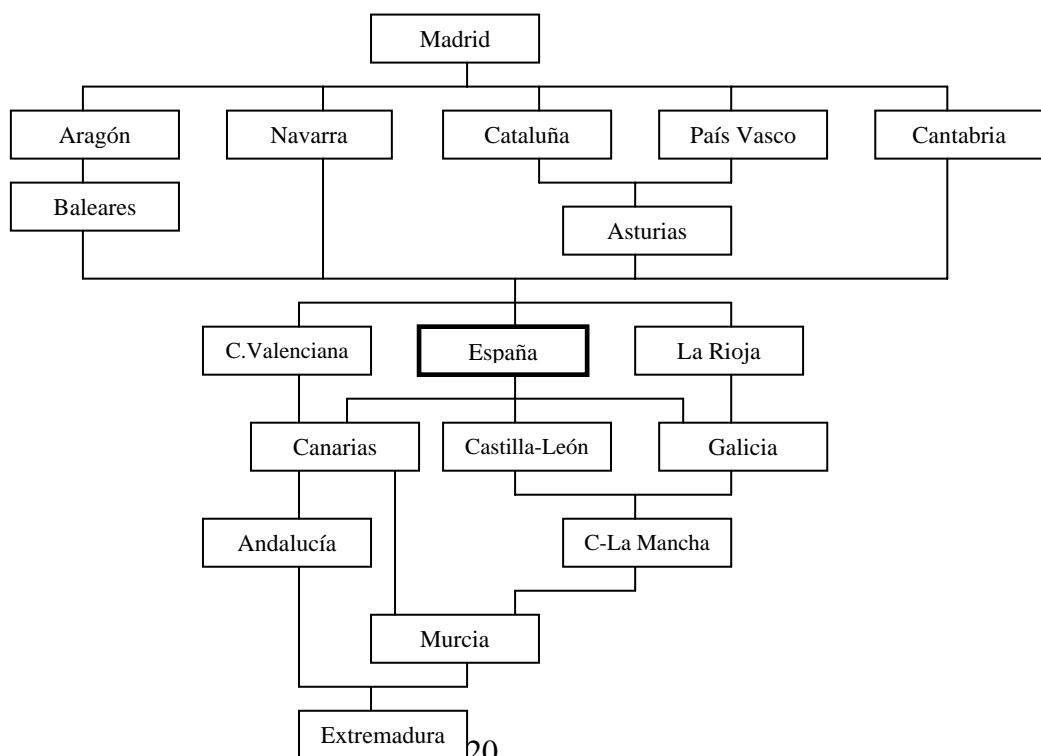 Madrid
Aragón
Navarra
Cataluña
País Vasco
Cantabria
Baleares
Asturias
C.Valenciana
España
La Rioja
Canarias
Castilla-León
Galicia
Andalucía
C-La Mancha
Murcia
Extremadura
20